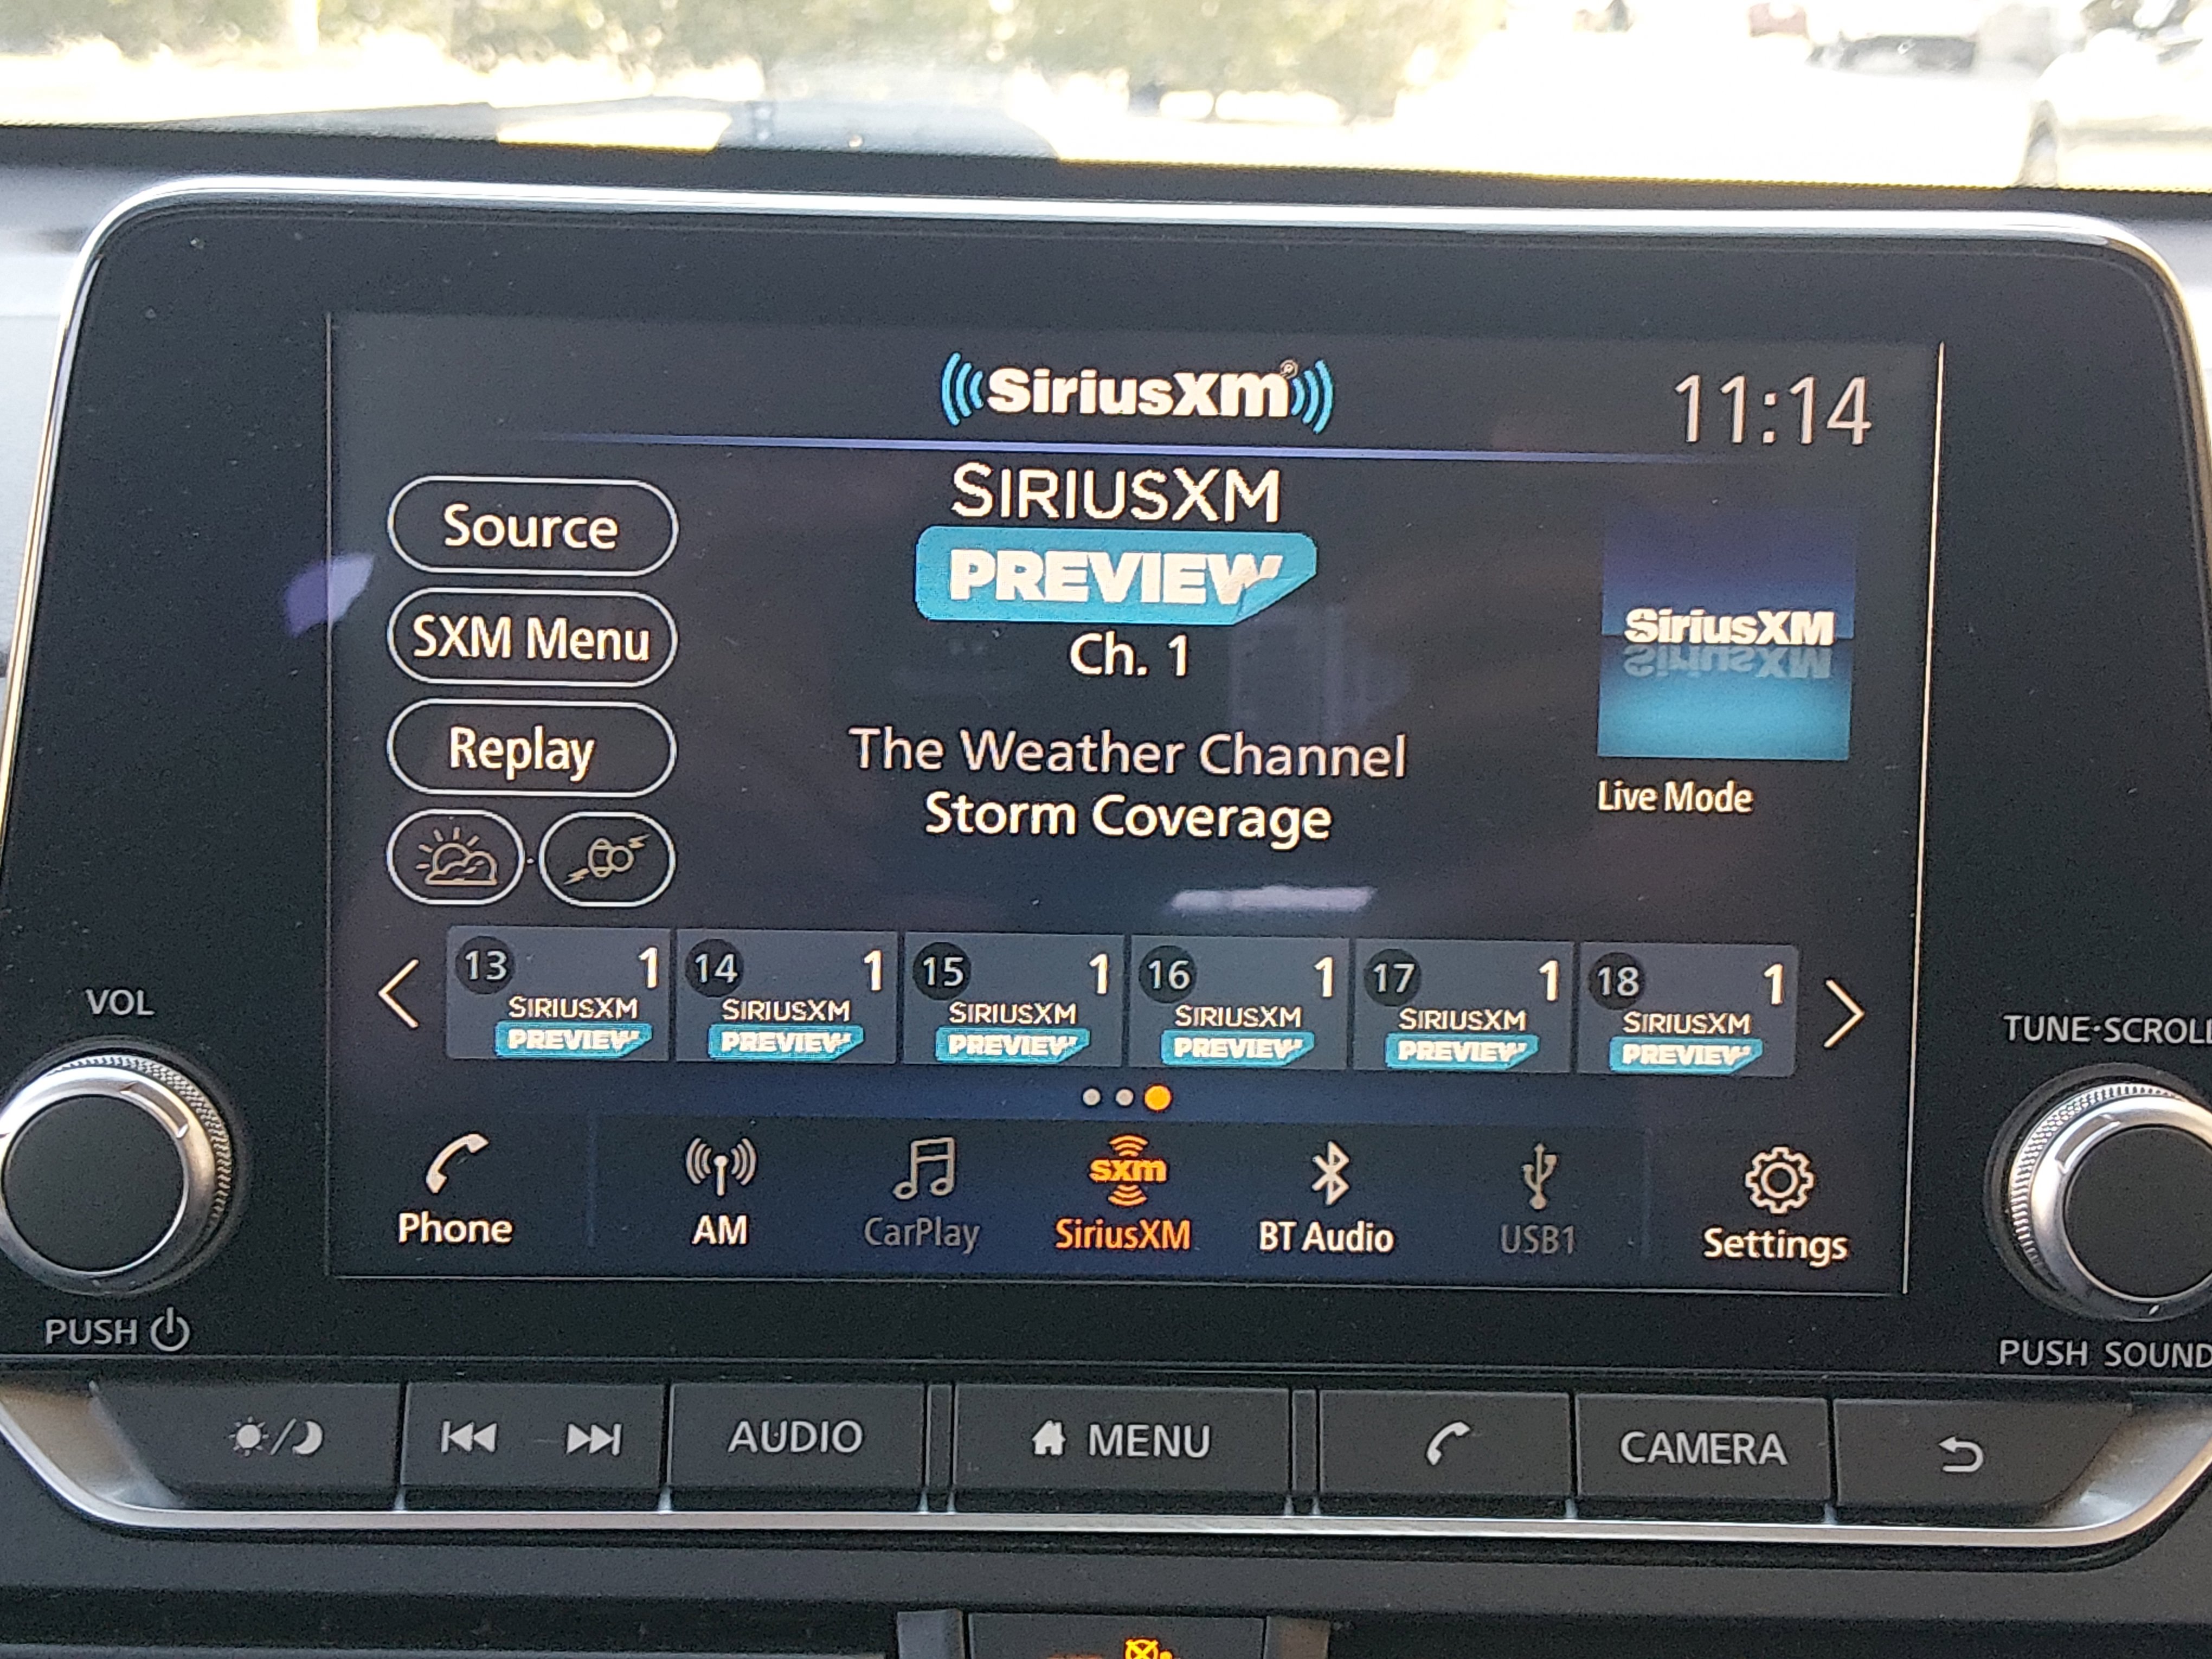 SiriusXm®
11:14
Source
SXM Menu
Replay
SIRIUSXM
PREVIEW
Ch. 1
The Weather Channel
Storm Coverage
SiriusXM
Live Mode
13 1
SIRIUSXM
PREVIEW
14 1
SIRIUSXM
PREVIEW
15 1
SIRIUSXM
PREVIEW
16 1
SIRIUSXM
PREVIEW
17 1
SIRIUSXM
PREVIEW
18 1
SIRIUSXM
PREVIEW
sxm
Phone
AM
CarPlay
SiriusXM
BT Audio
USB1
Settings
VOL
PUSH
TUNE·SCROLL
PUSH SOUND
AUDIO
MENU
CAMERA